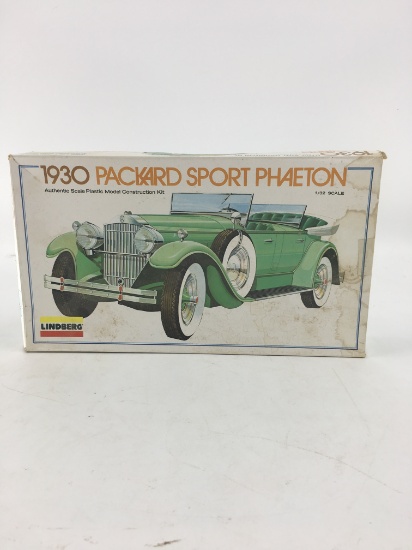 1930 PACKARD SPORT PHAETON
Authentic Scale Plastic Model Construction Kit
1/32 SCALE
LINDBERG